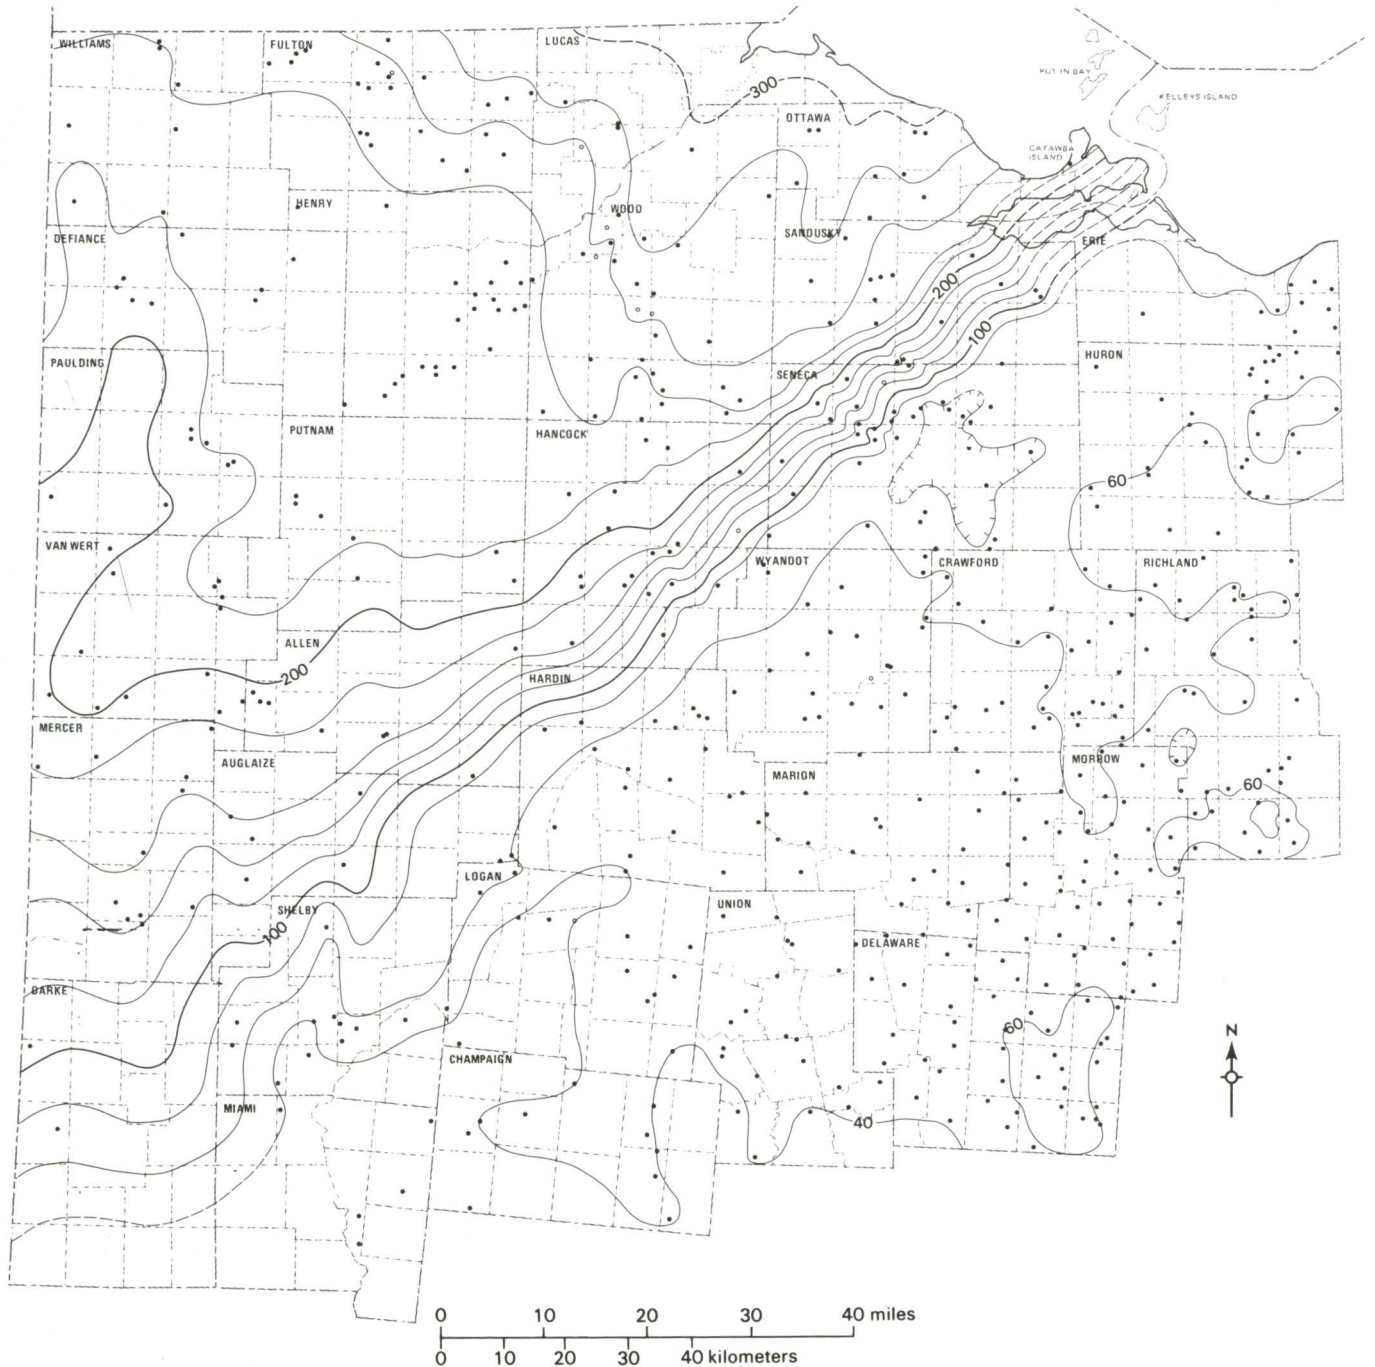 WILLIAMS
FULTON
LUCAS
PUT IN BAY
300
KELLEYS ISLAND
OTTAWA
CATAWBA
ISLAND
HENRY
WOOD
SANDUSKY
DEFIANCE
ERIE
200
100
PAULDING
HURON
SENECA
PUTNAM
HANCOCK
60
VAN WERT
WYANDOT
CRAWFORD
RICHLAND
ALLEN
200
HARDIN
MERCER
AUGLAIZE
MORROW
MARION
60
LOGAN
SHELBY
UNION
100
DELAWARE
DARKE
60
N
CHAMPAIGN
MIAMI
40
0 10 20 30 40 miles
0 10 20 30 40 kilometers